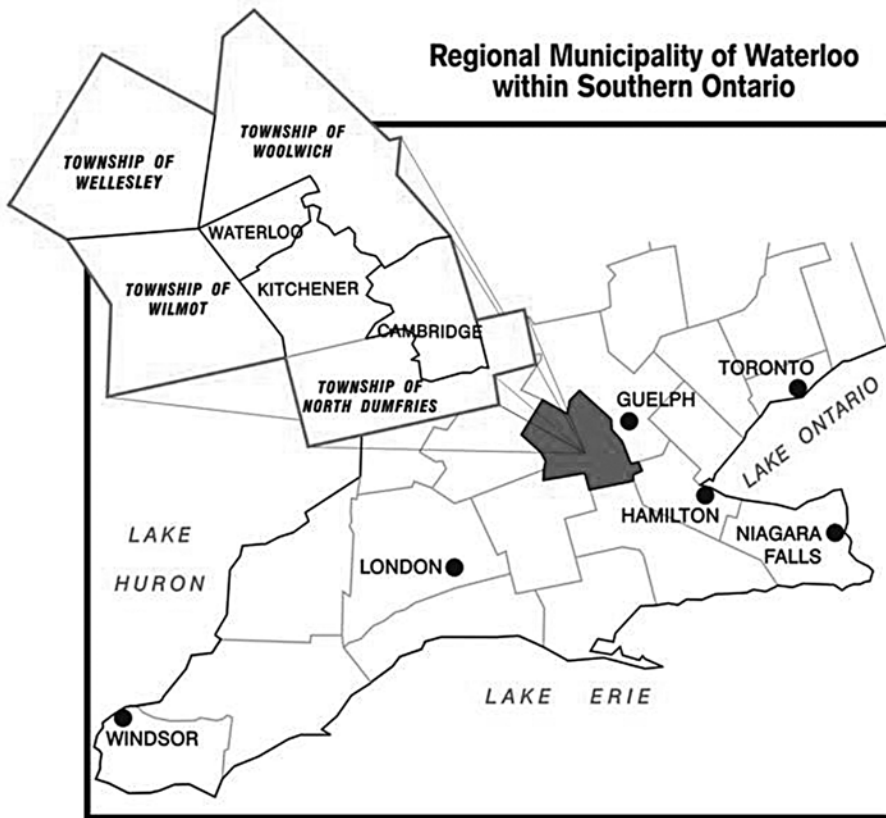 Regional Municipality of Waterloo
within Southern Ontario
TOWNSHIP OF
WOOLWICH
TOWNSHIP OF
WELLESLEY
WATERLOO
TOWNSHIP OF
WILMOT
KITCHENER
CAMBRIDGE
TOWNSHIP OF
NORTH DUMFRIES
TORONTO
GUELPH
LAKE ONTARIO
HAMILTON
NIAGARA
FALLS
LAKE
HURON
LONDON
LAKE ERIE
WINDSOR